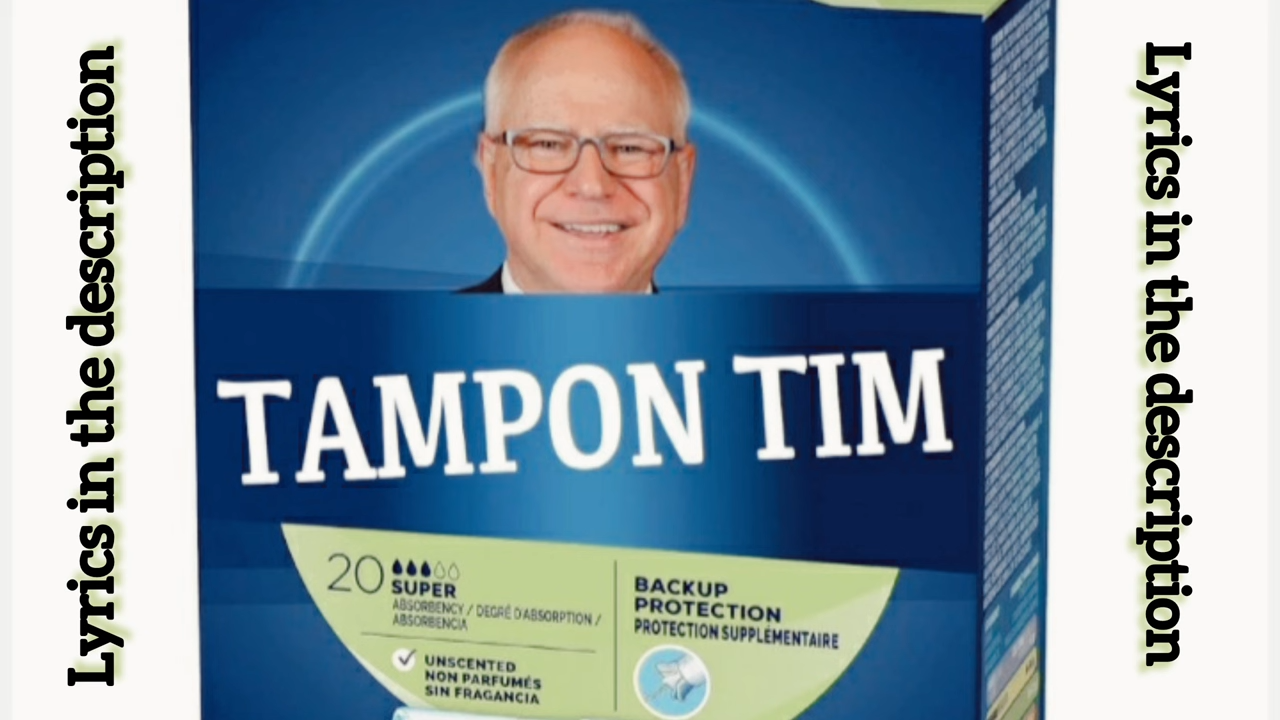 Lyrics in the description
TAMPON TIM
20
SUPER
ABSORBENCY / DEGRÉ D'ABSORPTION /
ABSORBENCIA
UNSCENTED
NON PARFUMÉS
SIN FRAGANCIA
BACKUP
PROTECTION
PROTECTION SUPPLÉMENTAIRE
Lyrics in the description